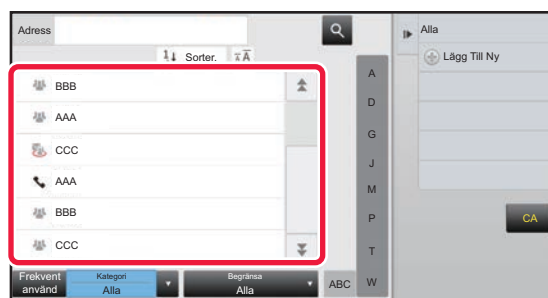 Adress
Sorter.
BBB
AAA
CCC
AAA
BBB
CCC
A
D
G
J
M
P
T
W
Frekvent
använd
Kategori
Alla
Begränsa
Alla
ABC
Alla
Lägg Till Ny
CA